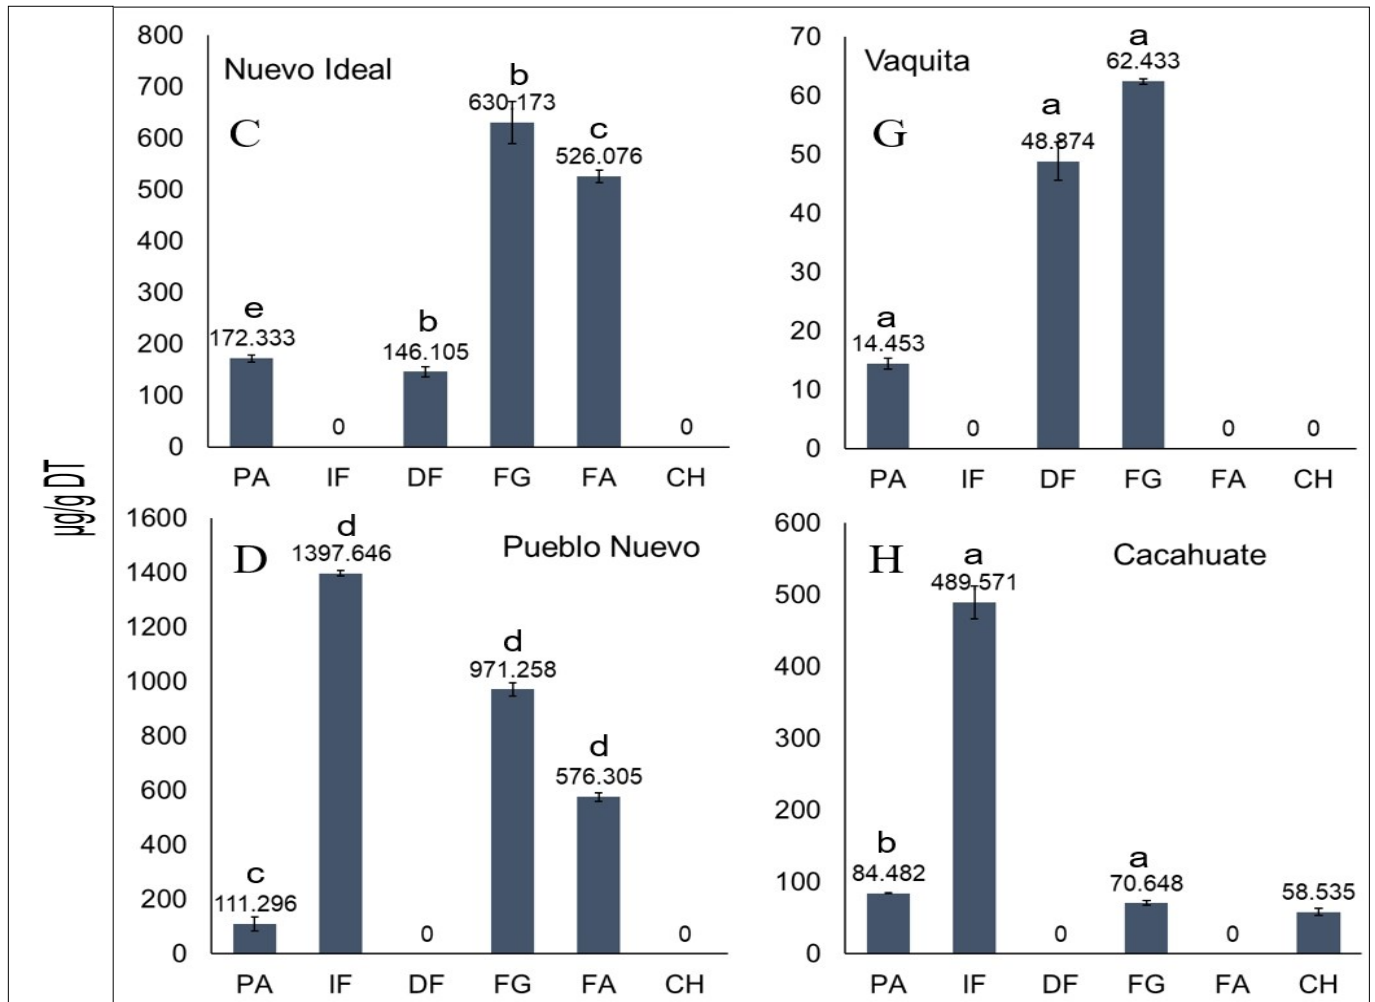 µg/g DT
Nuevo Ideal
C
800
700
600
500
400
300
200
100
0
e
172.333
0
b
146.105
b
630.173
c
526.076
0
PA IF DF FG FA CH
Vaquita
G
70
60
50
40
30
20
10
0
a
14.453
0
a
48.874
a
62.433
0
0
PA IF DF FG FA CH
Pueblo Nuevo
D
1600
1400
1200
1000
800
600
400
200
0
c
111.296
d
1397.646
0
d
971.258
d
576.305
0
PA IF DF FG FA CH
Cacahuate
H
600
500
400
300
200
100
0
b
84.482
a
489.571
0
a
70.648
0
58.535
PA IF DF FG FA CH